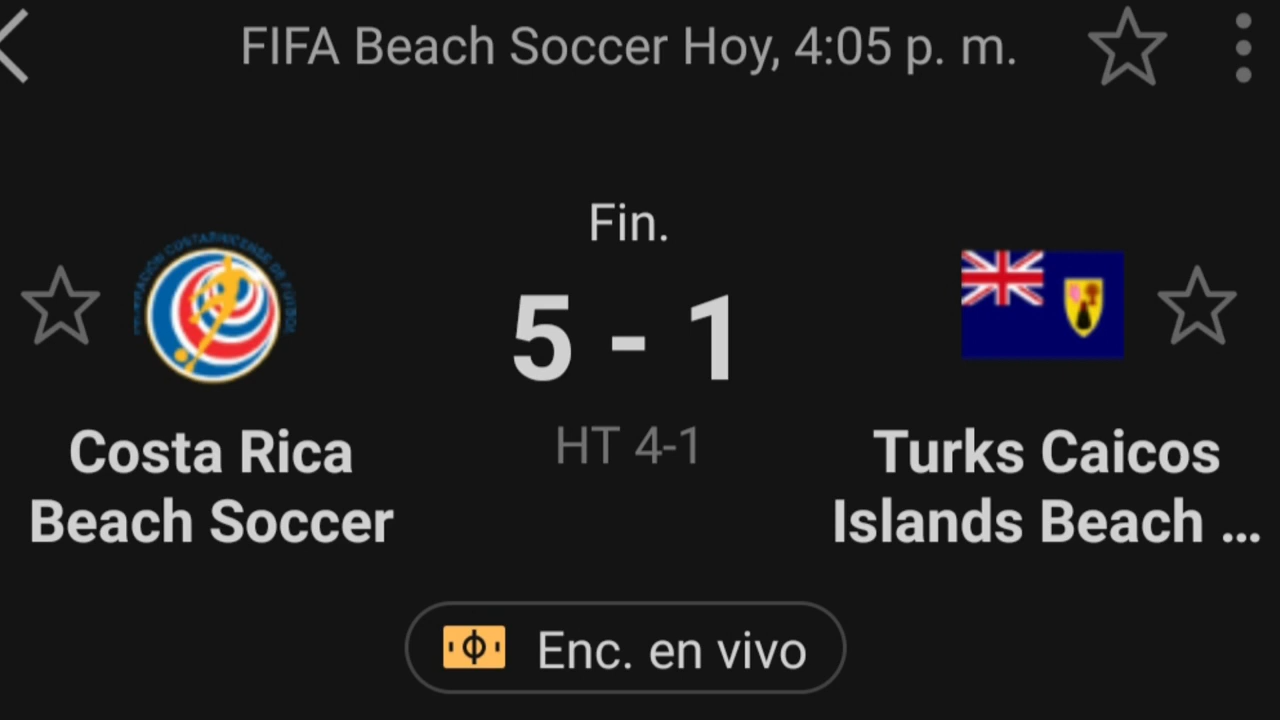 FIFA Beach Soccer Hoy, 4:05 p. m.
Fin.
5 - 1
HT 4-1
Costa Rica
Beach Soccer
Turks Caicos
Islands Beach ...
Enc. en vivo